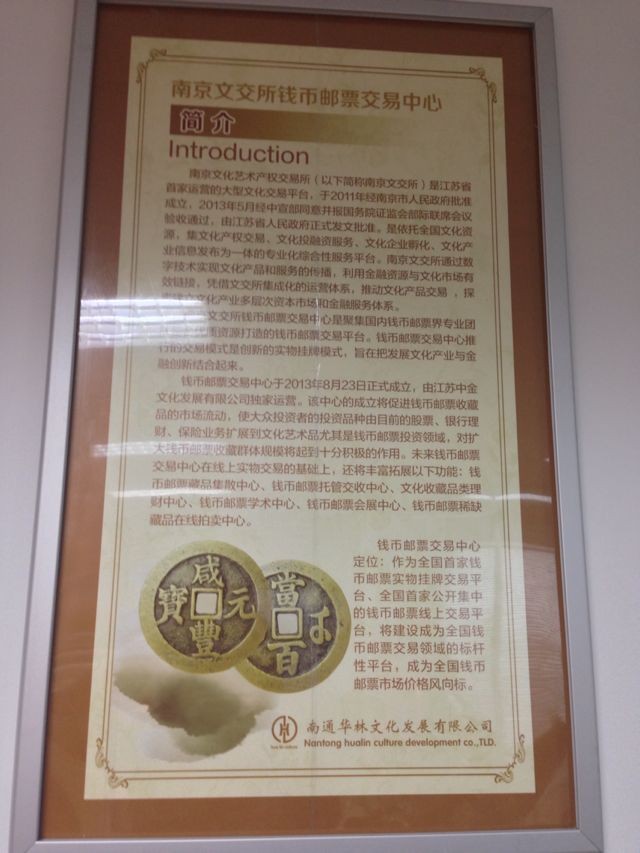 南京文交所钱币邮票交易中心
简介
Introduction
南京文化艺术产权交易所（以下简称南京文交所）是江苏省
首家运营的大型文化交易平台，于2011年经南京市人民政府批准
成立，2013年5月经中宣部同意并报国务院证监会部际联席会议
验收通过，由江苏省人民政府正式发文批准。是依托全国文化资
源，集文化产权交易、文化投融资服务、文化企业孵化、文化产
业信息发布为一体的专业化综合性服务平台。南京文交所通过数
字技术实现文化产品和服务的传播，利用金融资源与文化市场有
效链接，凭借文交所集成化的运营体系，推动文化产品交易，探
建立文化产业多层次资本市场和金融服务体系。
文交所钱币邮票交易中心是聚集国内钱币邮票界专业团
质资源打造的钱币邮票交易平台。钱币邮票交易中心推
行的交易模式是创新的实物挂牌模式，旨在把发展文化产业与金
融创新结合起来。
钱币邮票交易中心于2013年8月23日正式成立，由江苏中金
文化发展有限公司独家运营。该中心的成立将促进钱币邮票收藏
品的市场流动，使大众投资者的投资品种由目前的股票、银行理
财、保险业务扩展到文化艺术品尤其是钱币邮票投资领域，对扩
大钱币邮票收藏群体规模将起到十分积极的作用。未来钱币邮票
交易中心在线上实物交易的基础上，还将丰富拓展以下功能：钱
币邮票藏品集散中心、钱币邮票托管交收中心、文化收藏品类理
财中心、钱币邮票学术中心、钱币邮票会展中心、钱币邮票稀缺
藏品在线拍卖中心。
钱币邮票交易中心
定位：作为全国首家钱
币邮票实物挂牌交易平
台、全国首家公开集中
的钱币邮票线上交易平
台，将建设成为全国钱
币邮票交易领域的标杆
性平台，成为全国钱币
邮票市场价格风向标。
咸豐元寶
當百
南通华林文化发展有限公司
Nantong hualin culture development co.,TLD.